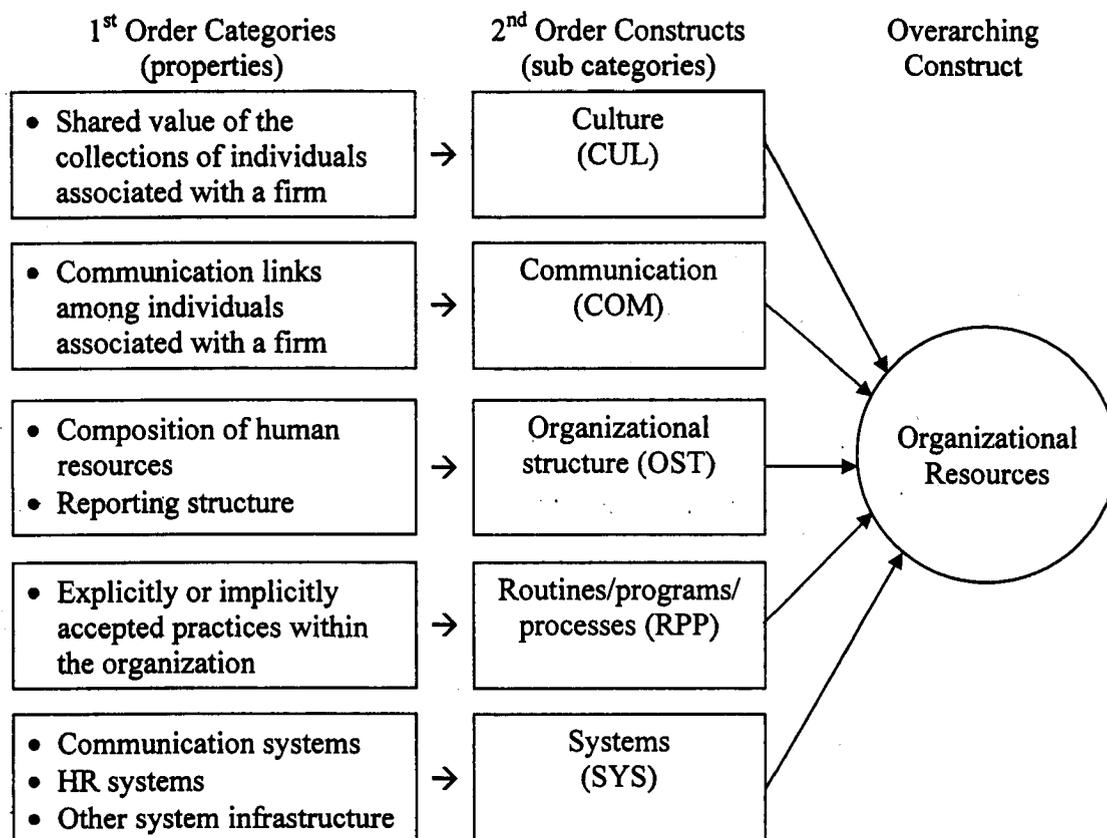 1st Order Categories
(properties)
2nd Order Constructs
(sub categories)
Overarching
Construct
• Shared value of the
collections of individuals
associated with a firm
→
Culture
(CUL)
• Communication links
among individuals
associated with a firm
→
Communication
(COM)
• Composition of human
resources
• Reporting structure
→
Organizational
structure (OST)
Organizational
Resources
• Explicitly or implicitly
accepted practices within
the organization
→
Routines/programs/
processes (RPP)
• Communication systems
• HR systems
• Other system infrastructure
→
Systems
(SYS)